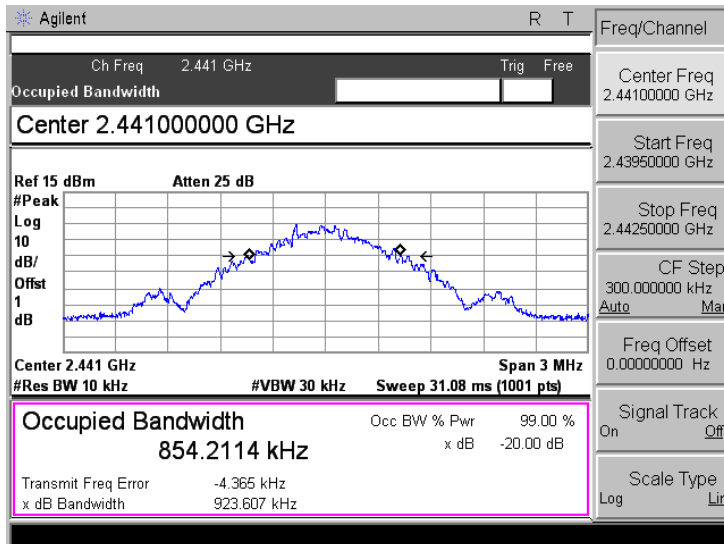 Agilent R T
Freq/Channel
Ch Freq 2.441 GHz Trig Free
Occupied Bandwidth
Center 2.441000000 GHz
Ref 15 dBm Atten 25 dB
#Peak
Log
10
dB/
Offst
1
dB
Center 2.441 GHz Span 3 MHz
#Res BW 10 kHz #VBW 30 kHz Sweep 31.08 ms (1001 pts)
Occupied Bandwidth Occ BW % Pwr 99.00 %
854.2114 kHz x dB -20.00 dB
Transmit Freq Error -4.365 kHz
x dB Bandwidth 923.607 kHz
Center Freq
2.44100000 GHz
Start Freq
2.43950000 GHz
Stop Freq
2.44250000 GHz
CF Step
300.000000 kHz
Auto Man
Freq Offset
0.00000000 Hz
Signal Track
On Off
Scale Type
Log Lin